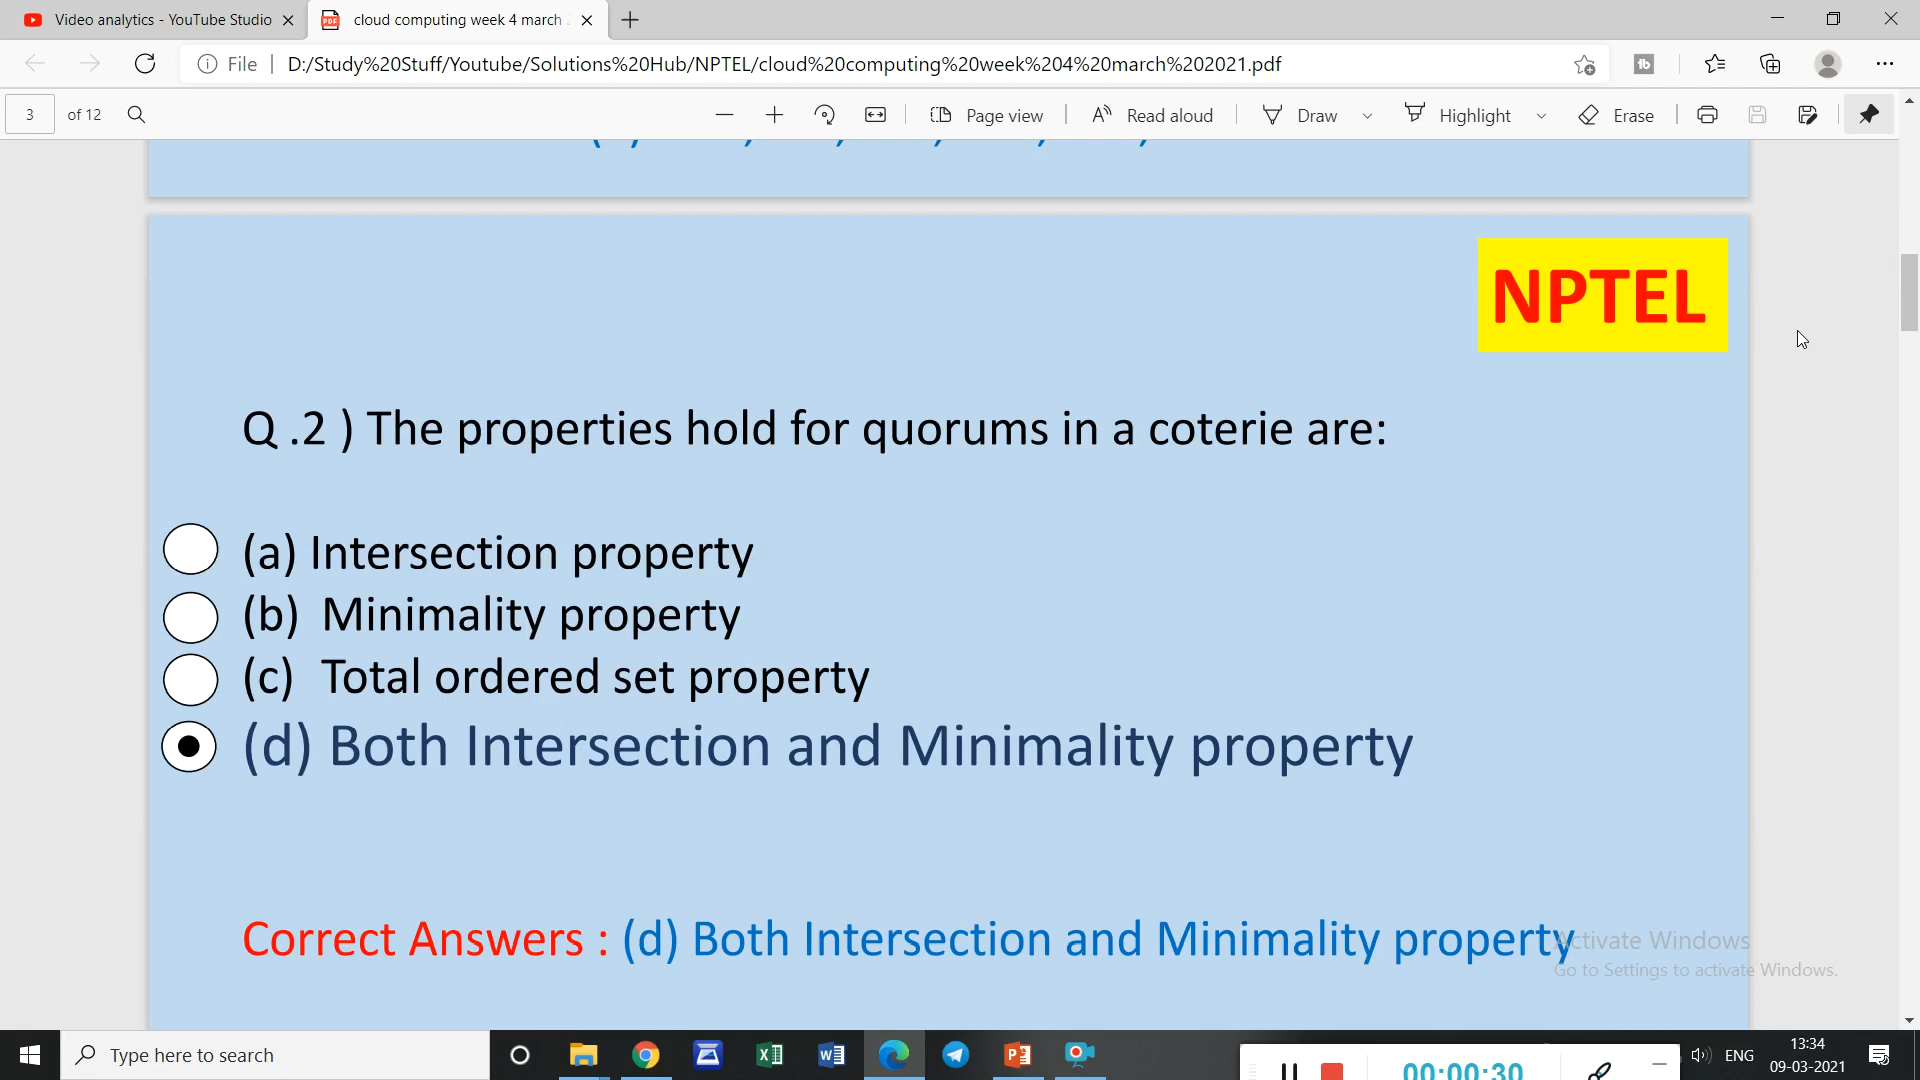 Video analytics - YouTube Studio
cloud computing week 4 march
File
D:/Study%20Stuff/Youtube/Solutions%20Hub/NPTEL/cloud%20computing%20week%204%20march%202021.pdf
3 of 12
Page view
Read aloud
Draw
Highlight
Erase
NPTEL
Q .2 ) The properties hold for quorums in a coterie are:
(a) Intersection property
(b) Minimality property
(c) Total ordered set property
(d) Both Intersection and Minimality property
Correct Answers : (d) Both Intersection and Minimality property
Activate Windows
Go to Settings to activate Windows.
Type here to search
00:00:30
ENG
13:34
09-03-2021